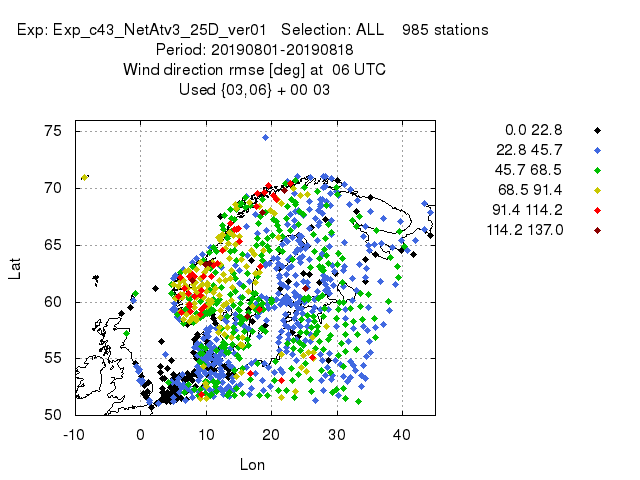 Exp: Exp_c43_NetAtv3_25D_ver01 Selection: ALL 985 stations
Period: 20190801-20190818
Wind direction rmse [deg] at 06 UTC
Used {03,06} + 00 03
0.0 22.8
22.8 45.7
45.7 68.5
68.5 91.4
91.4 114.2
114.2 137.0
75
70
65
60
55
50
Lat
-10 0 10 20 30 40
Lon